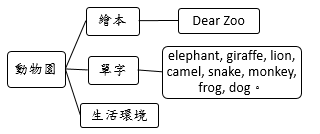 繪本
Dear Zoo
動物園
單字
elephant, giraffe, lion,
camel, snake, monkey,
frog, dog。
生活環境